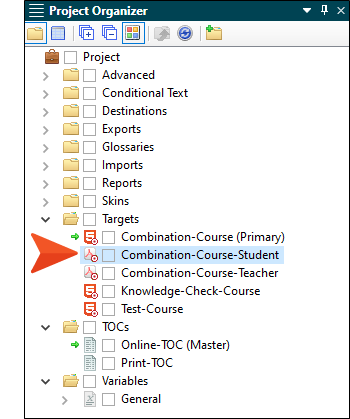 Project Organizer
Project
Advanced
Conditional Text
Destinations
Exports
Glossaries
Imports
Reports
Skins
Targets
Combination-Course (Primary)
Combination-Course-Student
Combination-Course-Teacher
Knowledge-Check-Course
Test-Course
TOCs
Online-TOC (Master)
Print-TOC
Variables
General